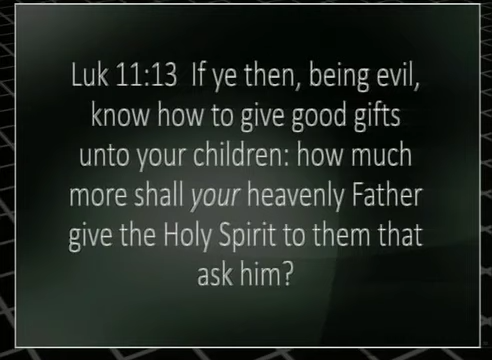 Luk 11:13  If ye then, being evil,
know how to give good gifts
unto your children: how much
more shall your heavenly Father
give the Holy Spirit to them that
ask him?